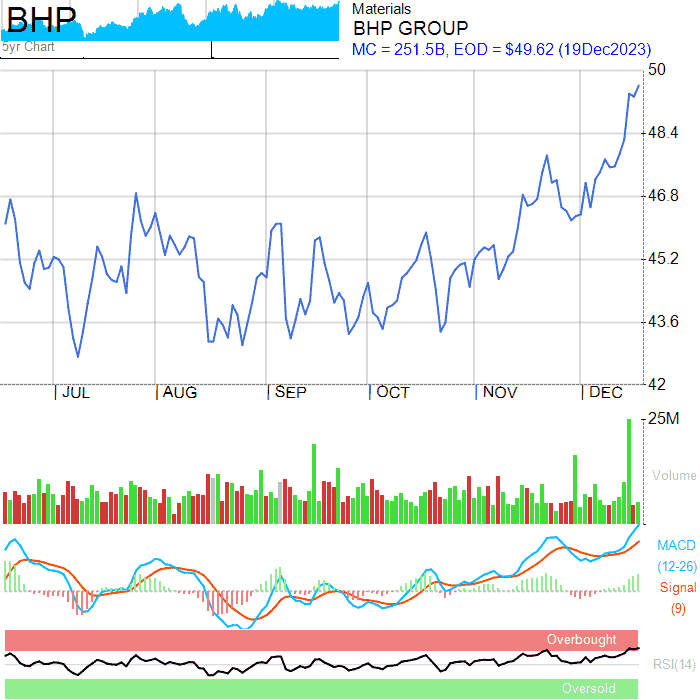 BHP
5yr Chart
Materials
BHP GROUP
MC = 251.5B, EOD = $49.62 (19Dec2023)
50
48.4
46.8
45.2
43.6
42
JUL AUG SEP OCT NOV DEC
25M
Volume
MACD
(12-26)
Signal
(9)
Overbought
RSI(14)
Oversold